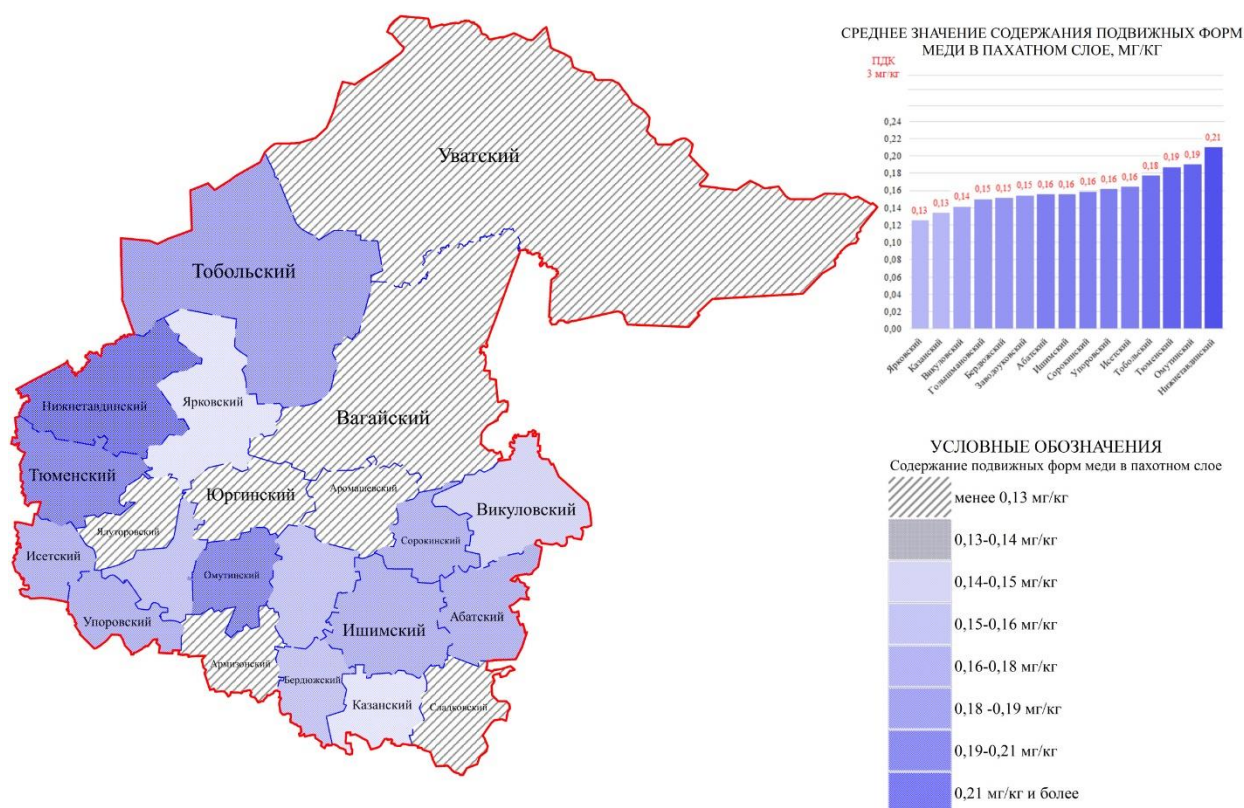 СРЕДНЕЕ ЗНАЧЕНИЕ СОДЕРЖАНИЯ ПОДВИЖНЫХ ФОРМ
МЕДИ В ПАХАТНОМ СЛОЕ, МГ/КГ
ПДК
3 мг/кг
0,24
0,22
0,20
0,18
0,16
0,14
0,12
0,10
0,08
0,06
0,04
0,02
0,00
0,13
0,13
0,14
0,15
0,15
0,15
0,16
0,16
0,16
0,16
0,16
0,18
0,19
0,19
0,21
Ярковский
Казанский
Викуловский
Голышмановский
Бердюжский
Заводоуковский
Абатский
Ишимский
Сорокинский
Упоровский
Исетский
Тобольский
Тюменский
Омутинский
Нижнетавдинский
Уватский
Тобольский
Нижнетавдинский
Ярковский
Вагайский
Тюменский
Юргинский
Аромашевский
Викуловский
Ялуторовский
Сорокинский
Исетский
Омутинский
Упоровский
Ишимский
Абатский
Армизонский
Бердюжский
Казанский
Сладковский
УСЛОВНЫЕ ОБОЗНАЧЕНИЯ
Содержание подвижных форм меди в пахотном слое
менее 0,13 мг/кг
0,13-0,14 мг/кг
0,14-0,15 мг/кг
0,15-0,16 мг/кг
0,16-0,18 мг/кг
0,18 -0,19 мг/кг
0,19-0,21 мг/кг
0,21 мг/кг и более